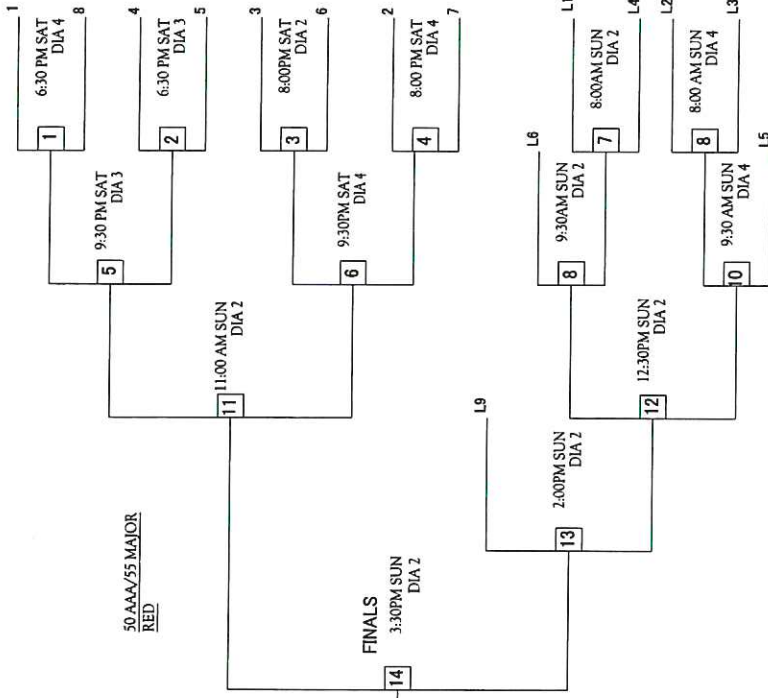 50 AAA/55 MAJOR
RED
1
6:30 PM SAT
DIA 4
1
8
4
6:30 PM SAT
DIA 3
2
5
3
8:00PM SAT
DIA 2
3
6
2
8:00 PM SAT
DIA 4
4
7
9:30 PM SAT
DIA 3
5
9:30PM SAT
DIA 4
6
11:00 AM SUN
DIA 2
11
L1
8:00AM SUN
DIA 2
7
L4
L2
8:00 AM SUN
DIA 4
8
L3
L6
9:30AM SUN
DIA 2
8
9:30 AM SUN
DIA 4
10
L5
12:30PM SUN
DIA 2
12
L9
2:00PM SUN
DIA 2
13
FINALS
3:30PM SUN
DIA 2
14